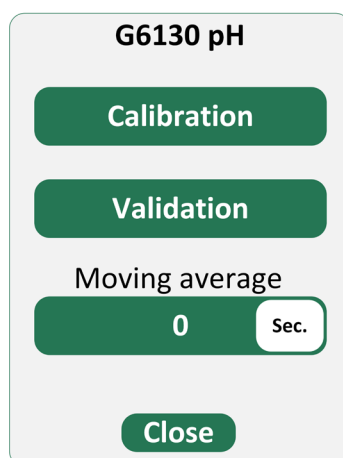 G6130 pH
Calibration
Validation
Moving average
0 Sec.
Close